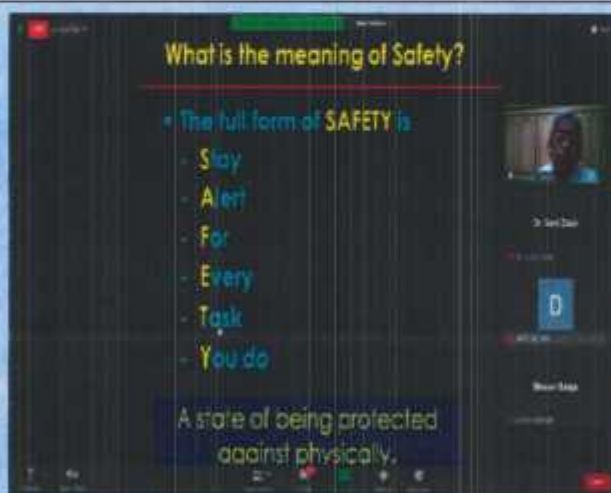 What is the meaning of Safety?
• The full form of SAFETY is
- Stay
- Alert
- For
- Every
- Task
- You do
A state of being protected
against physically.
D